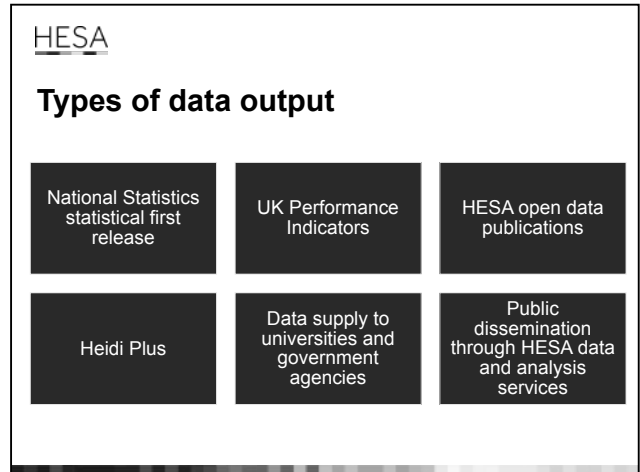 HESA
Types of data output
National Statistics
statistical first
release
UK Performance
Indicators
HESA open data
publications
Heidi Plus
Data supply to
universities and
government
agencies
Public
dissemination
through HESA data
and analysis
services